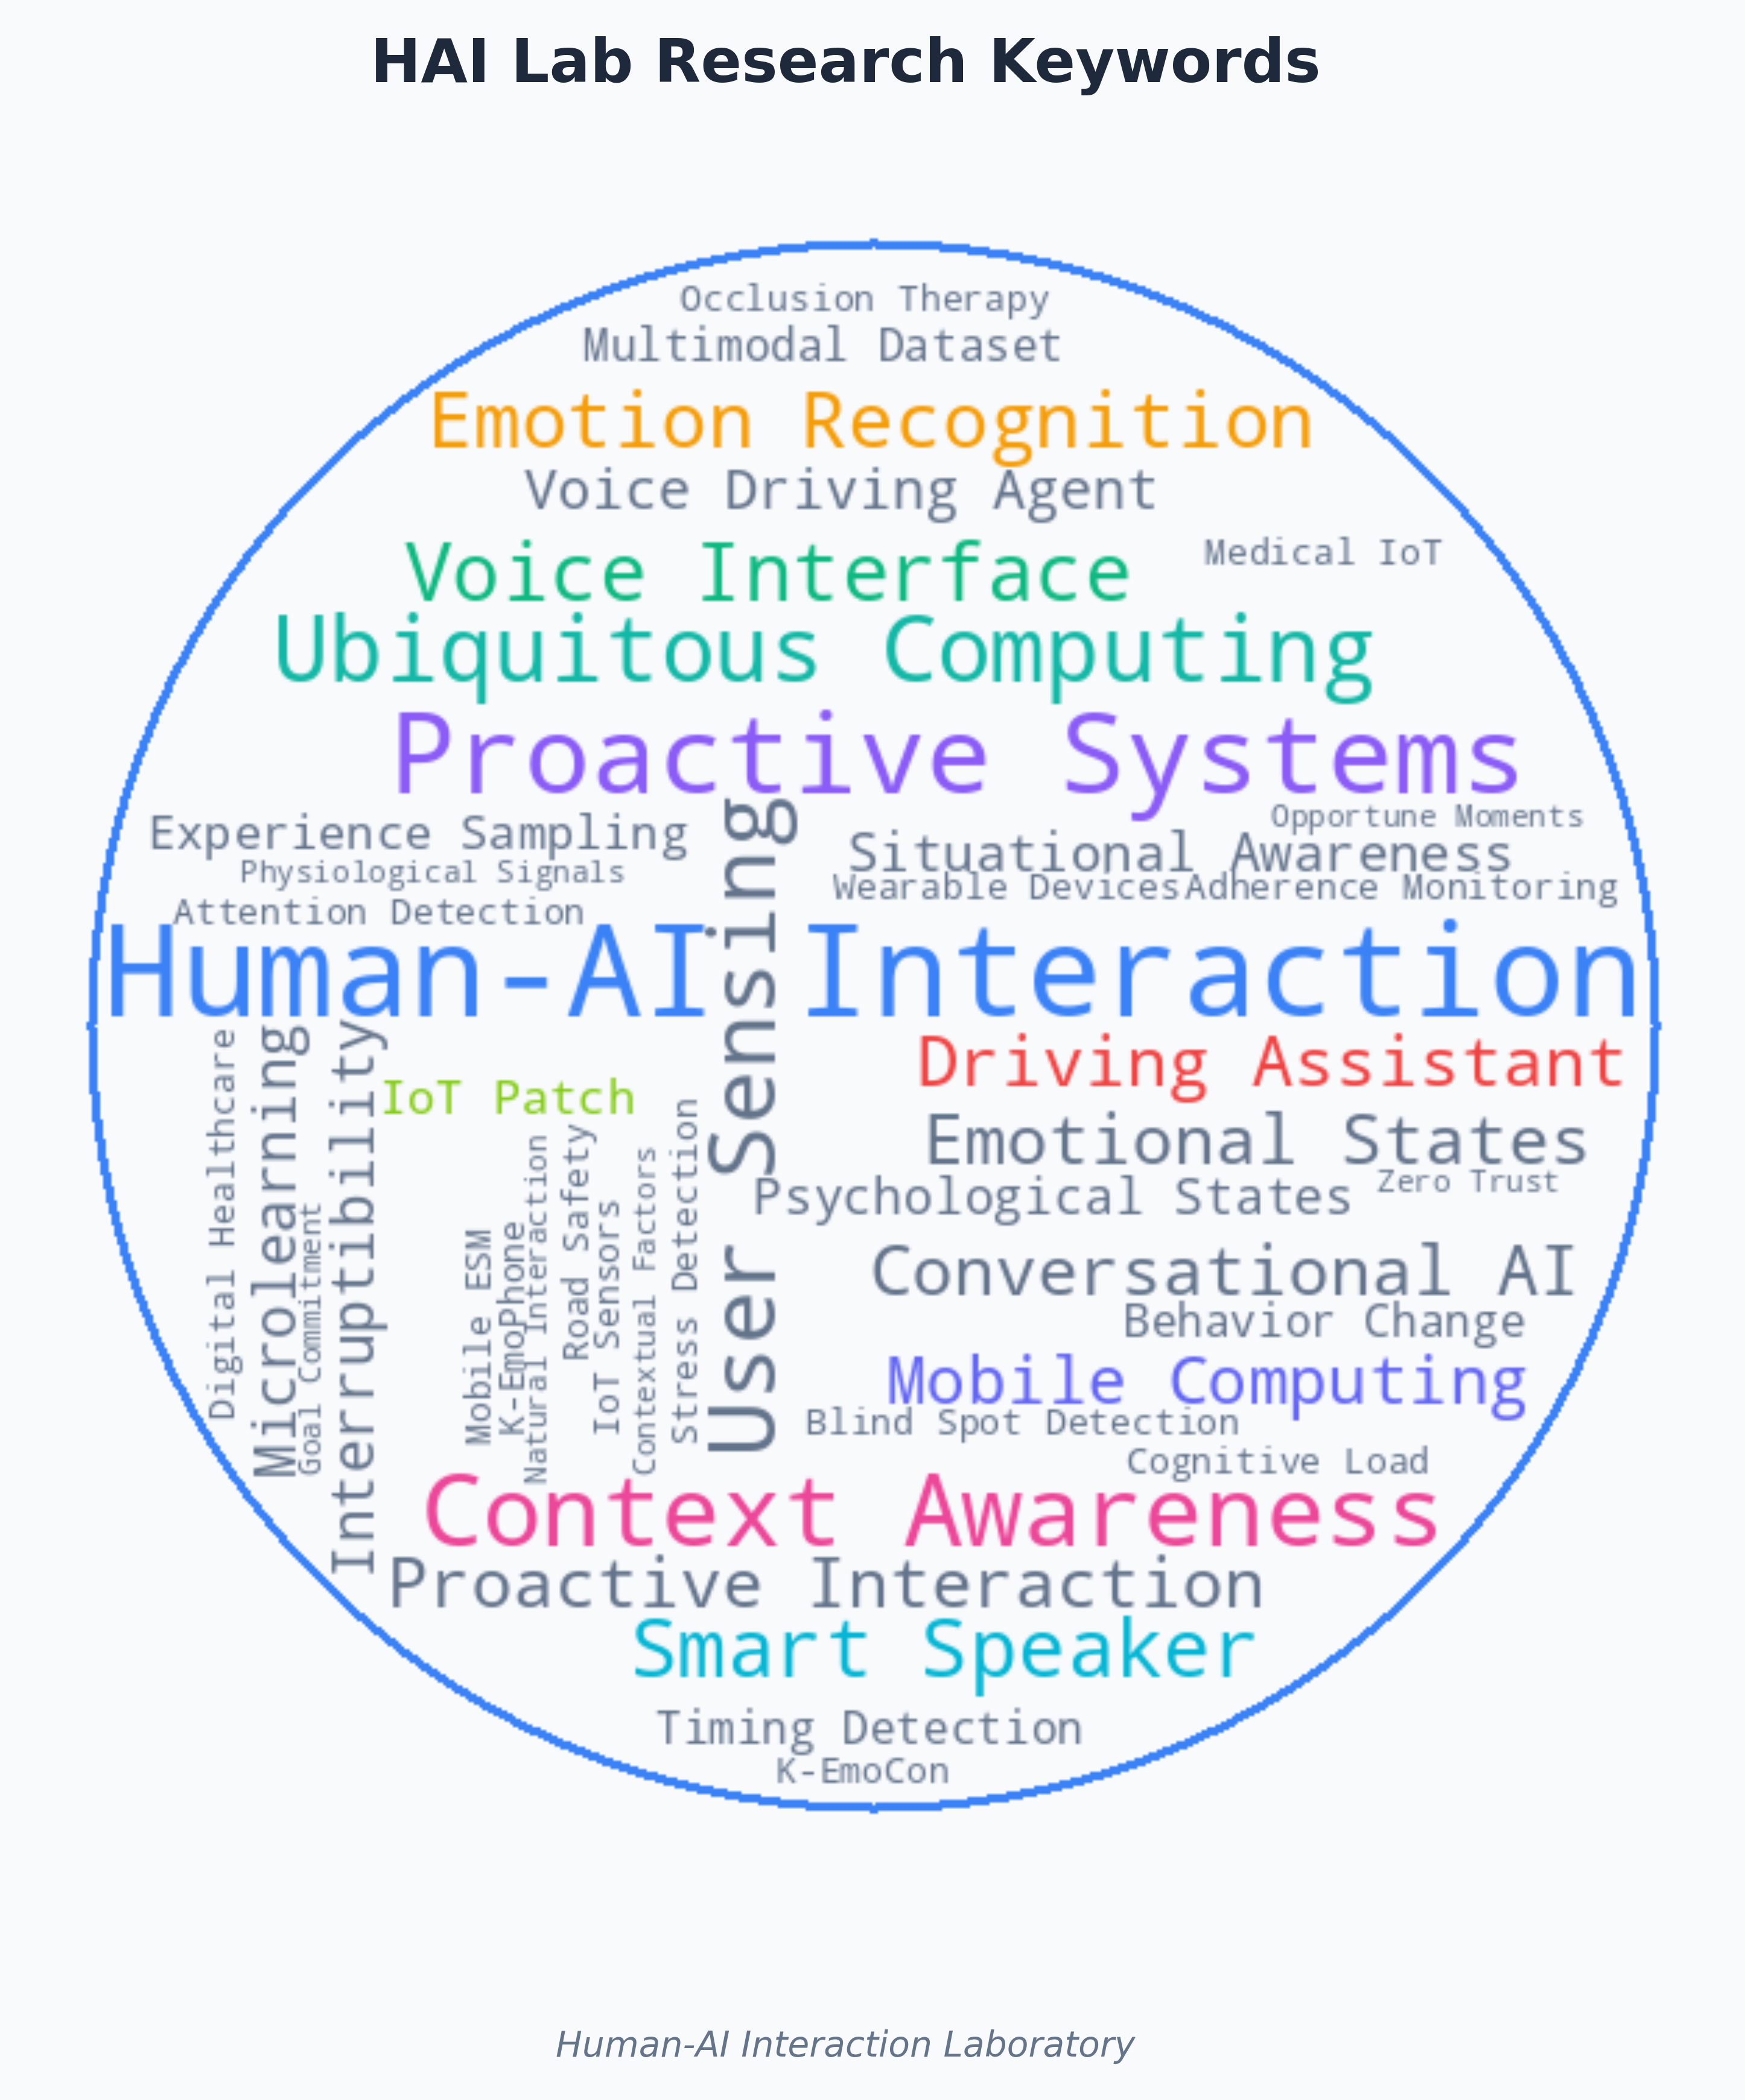 HAI Lab Research Keywords
Occlusion Therapy
Multimodal Dataset
Emotion Recognition
Voice Driving Agent
Voice Interface
Medical IoT
Ubiquitous Computing
Proactive Systems
Experience Sampling
Opportune Moments
Situational Awareness
Physiological Signals
Wearable Devices
Adherence Monitoring
Attention Detection
Human-AI Interaction
User Sensing
Driving Assistant
Digital Healthcare
Microlearning
Goal Commitment
Interruptibility
IoT Patch
Mobile ESM
K-EmoPhone
Natural Interaction
Road Safety
IoT Sensors
Contextual Factors
Stress Detection
Emotional States
Psychological States
Zero Trust
Conversational AI
Behavior Change
Mobile Computing
Blind Spot Detection
Cognitive Load
Context Awareness
Proactive Interaction
Smart Speaker
Timing Detection
K-EmoCon
Human-AI Interaction Laboratory